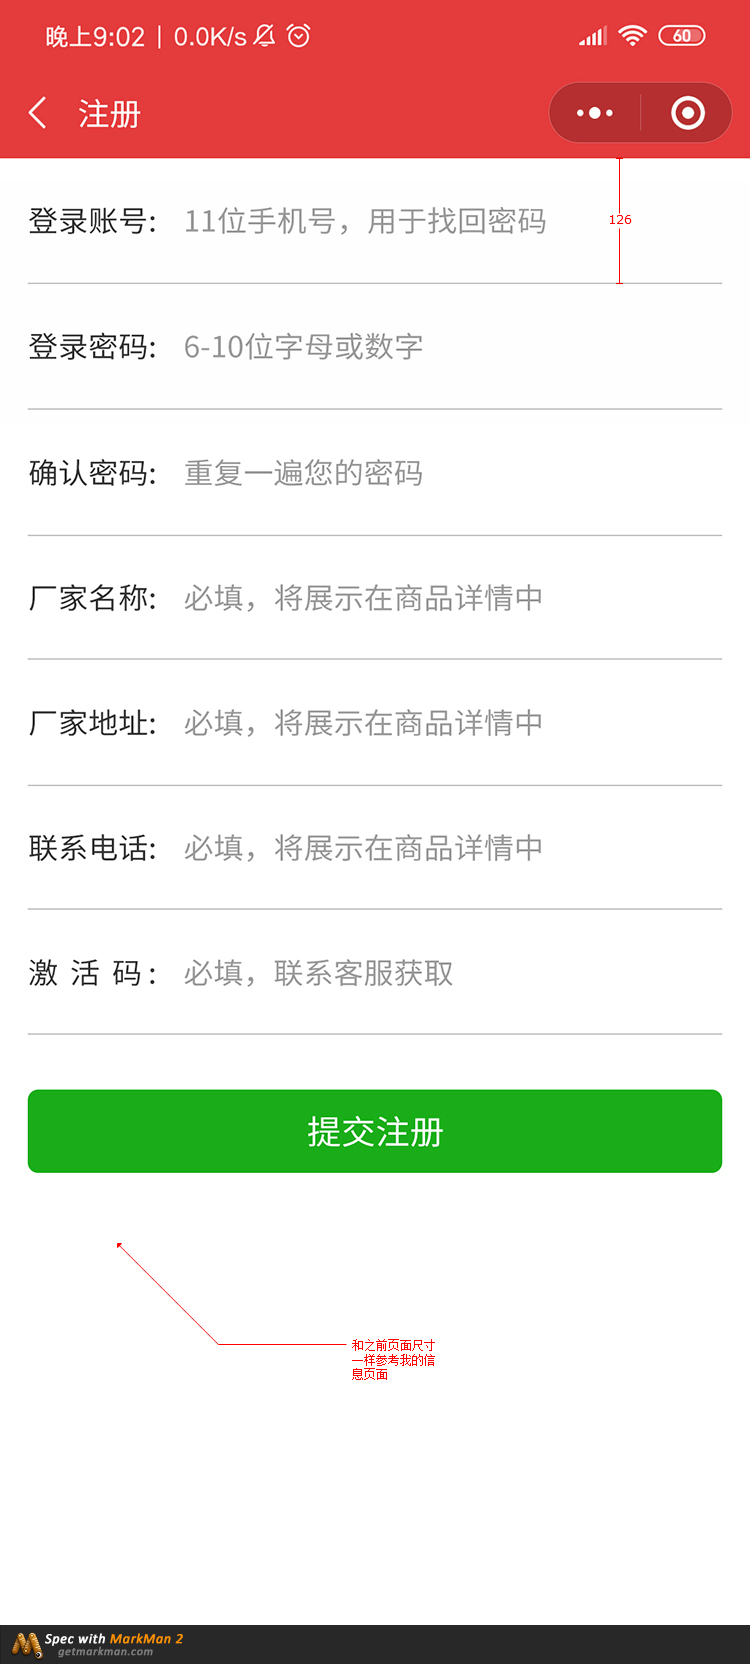 晚上9:02 | 0.0K/s
60
注册
登录账号: 11位手机号，用于找回密码
126
登录密码: 6-10位字母或数字
确认密码: 重复一遍您的密码
厂家名称: 必填，将展示在商品详情中
厂家地址: 必填，将展示在商品详情中
联系电话: 必填，将展示在商品详情中
激 活 码: 必填，联系客服获取
提交注册
和之前页面尺寸
一样参考我的信
息页面
Spec with MarkMan 2
getmarkman.com